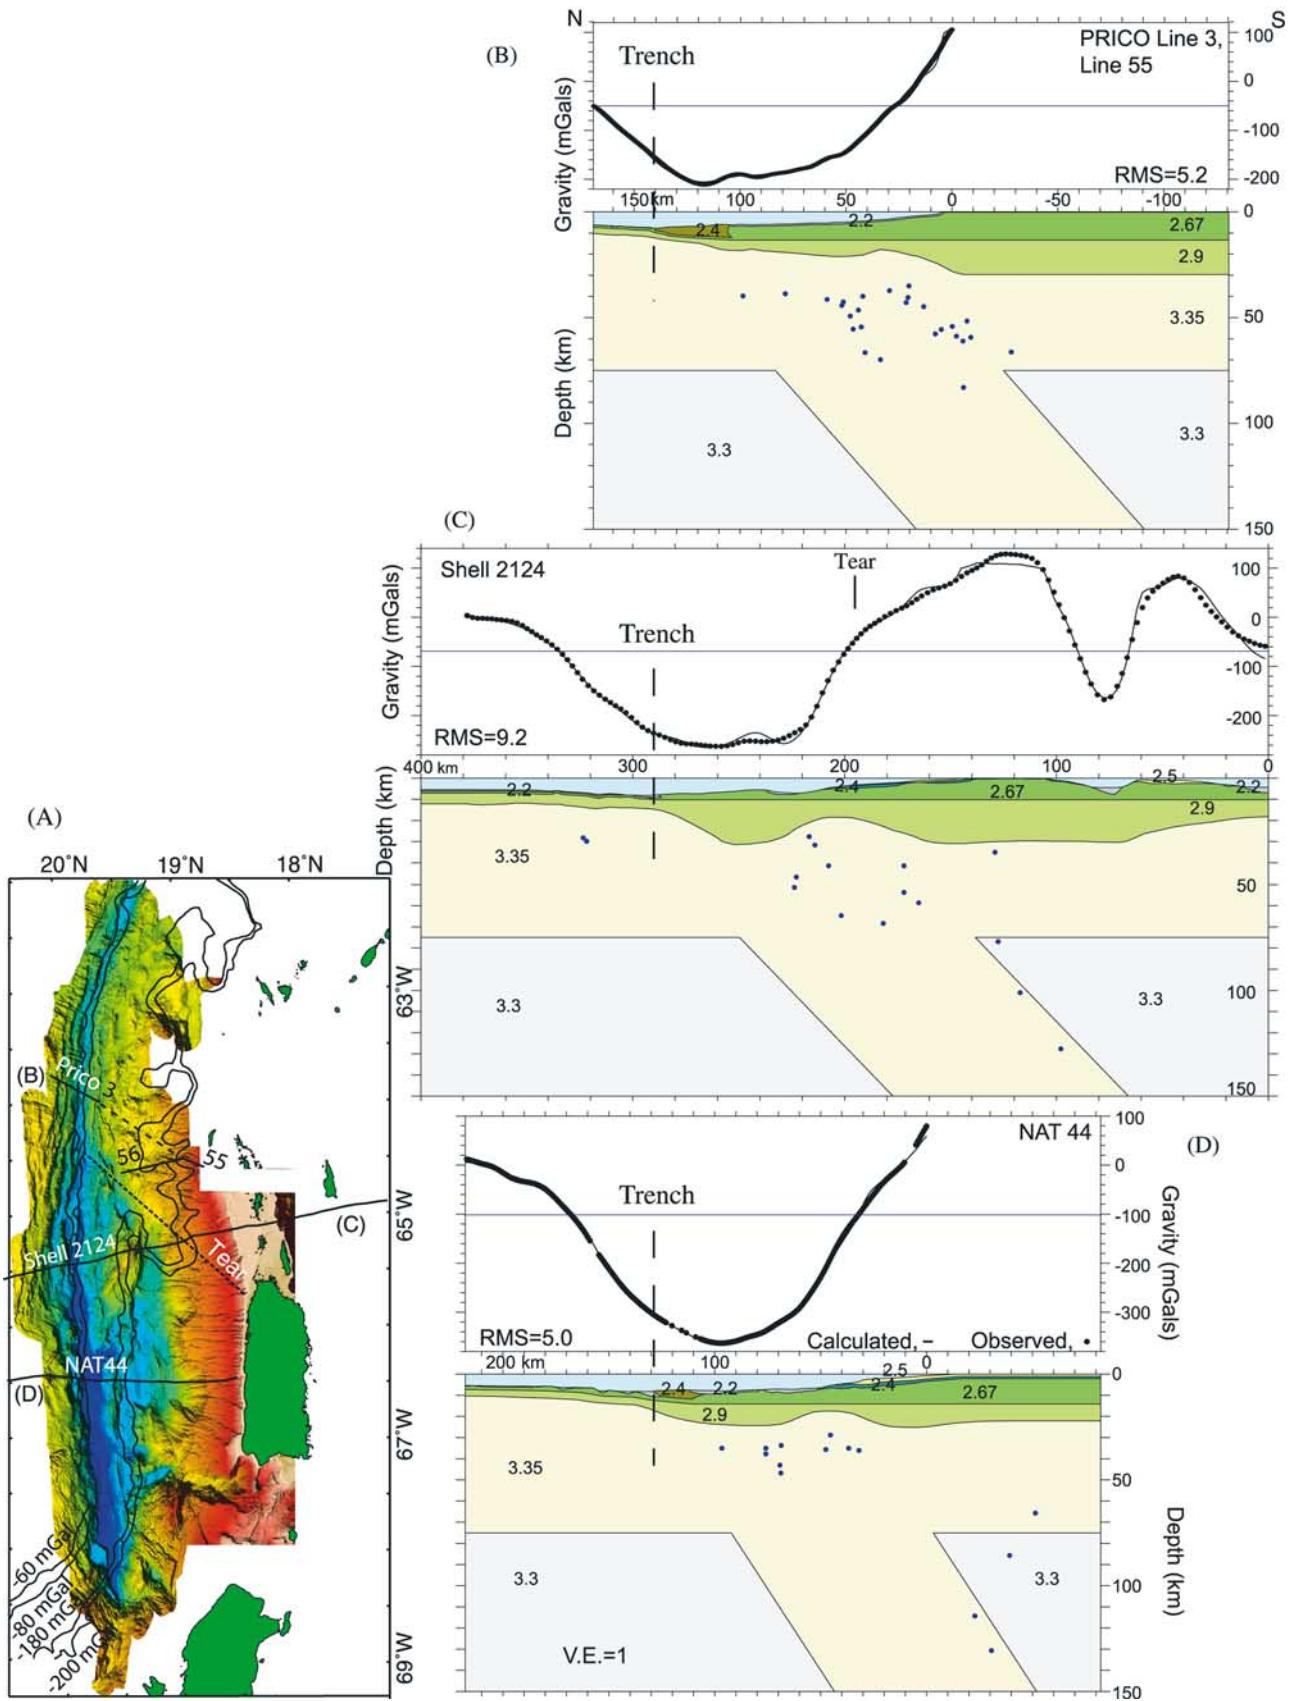 N
S
(B)
Trench
PRICO Line 3,
Line 55
Gravity (mGals)
100
0
-100
-200
RMS=5.2
150 km
100
50
0
-50
-100
2.2
2.4
2.67
2.9
3.35
3.3
3.3
Depth (km)
0
50
100
150
(C)
Shell 2124
Tear
Trench
Gravity (mGals)
100
0
-100
-200
RMS=9.2
400 km
300
200
100
0
Depth (km)
2.2
2.4
2.67
2.5
2.2
2.9
3.35
3.3
3.3
50
100
150
(A)
20°N
19°N
18°N
63°W
65°W
67°W
69°W
(B)
Prico 3
56
55
(C)
Shell 2124
Tear
NAT44
(D)
-60 mGal
-80 mGal
-180 mGal
-200 mGal
NAT 44
(D)
Trench
100
0
-100
-200
-300
Gravity (mGals)
RMS=5.0
Calculated, –
Observed, •
200 km
100
0
2.4
2.2
2.5
2.4
2.67
2.9
3.35
3.3
3.3
V.E.=1
0
50
100
150
Depth (km)